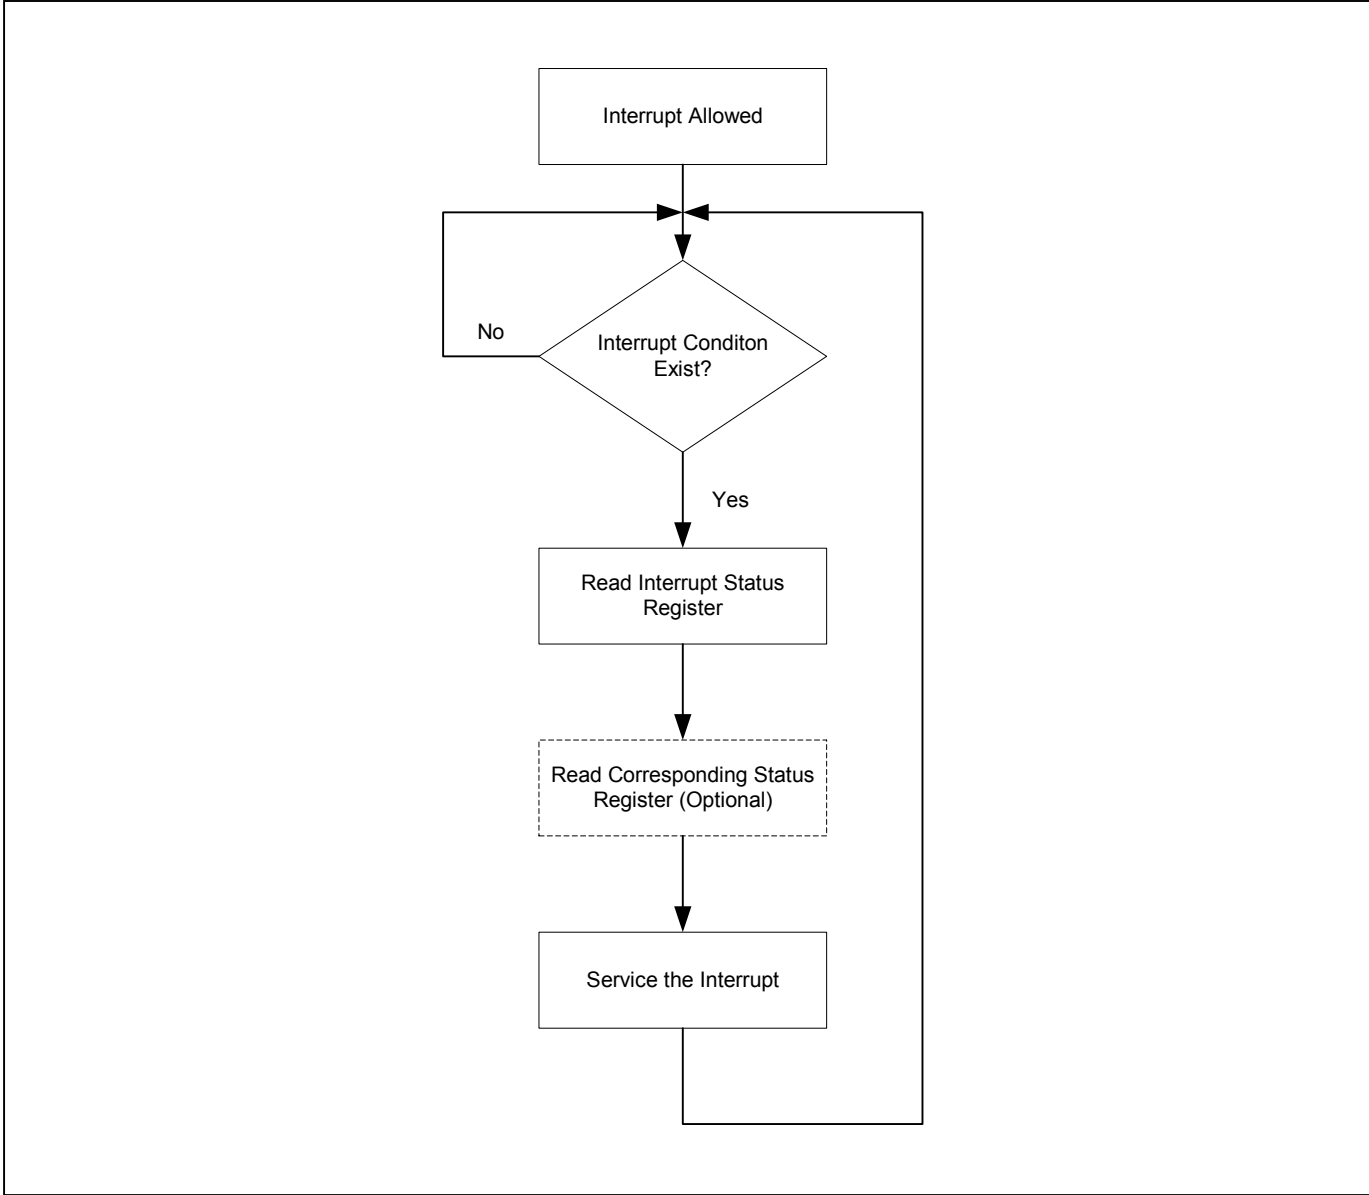 Interrupt Allowed
No
Interrupt Conditon
Exist?
Yes
Read Interrupt Status
Register
Read Corresponding Status
Register (Optional)
Service the Interrupt